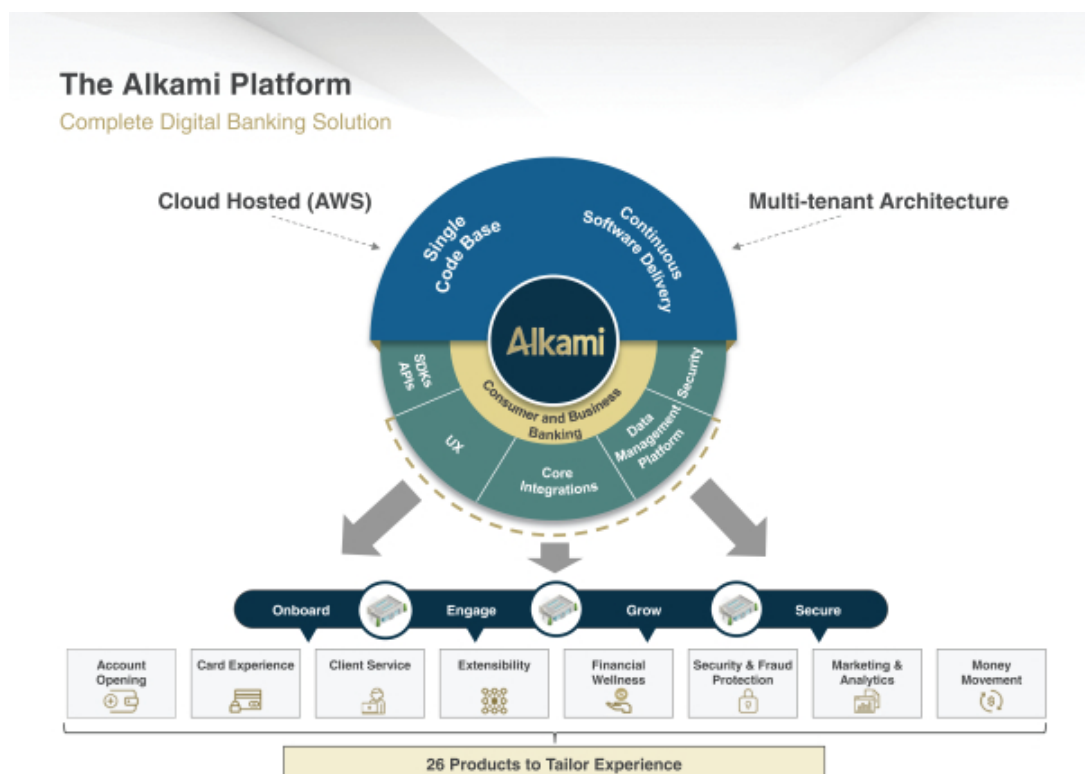 The Alkami Platform
Complete Digital Banking Solution
Cloud Hosted (AWS)
Multi-tenant Architecture
Single
Code Base
Continuous
Software Delivery
Alkami
Consumer and Business
Banking
SDKs
APIs
UX
Core
Integrations
Data
Management
Platform
Security
Onboard
Engage
Grow
Secure
Account
Opening
Card Experience
Client Service
Extensibility
Financial
Wellness
Security & Fraud
Protection
Marketing &
Analytics
Money
Movement
26 Products to Tailor Experience